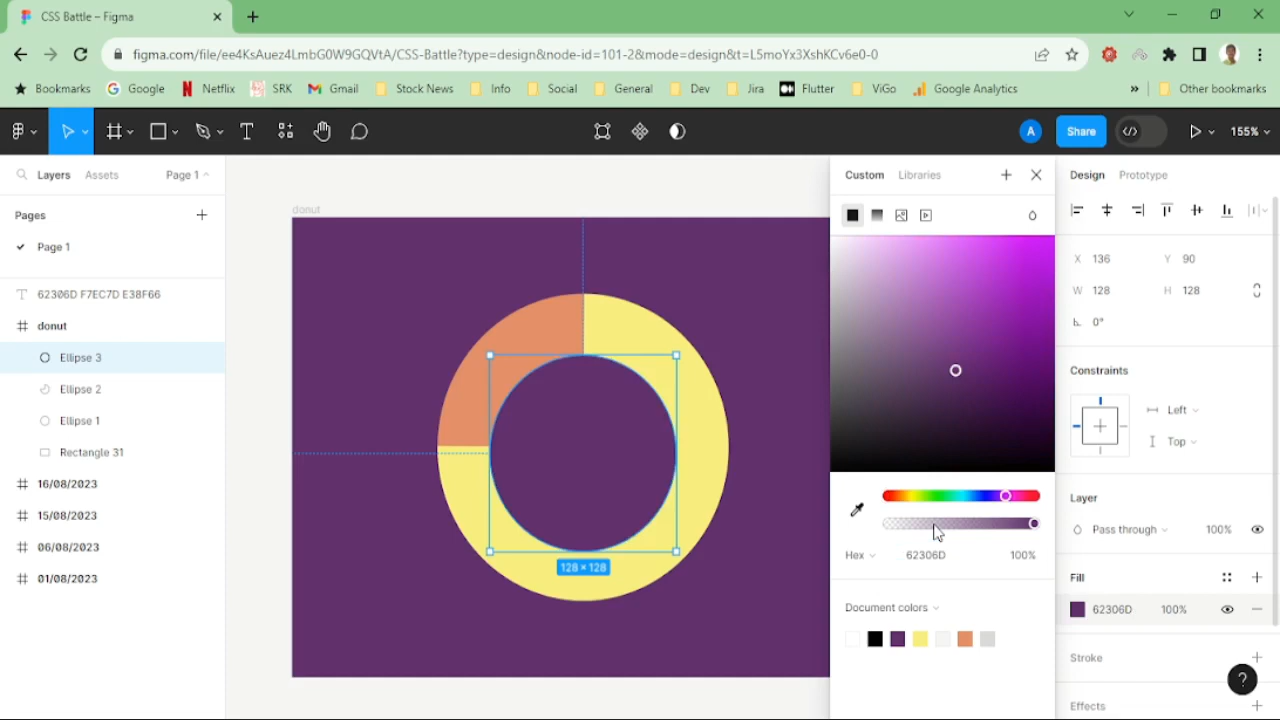 CSS Battle – Figma
figma.com/file/ee4KsAuez4LmbG0W9GQVtA/CSS-Battle?type=design&node-id=101-2&mode=design&t=L5moYx3XshKCv6e0-0
Bookmarks Google Netflix SRK Gmail Stock News Info Social General Dev Jira Flutter ViGo Google Analytics » Other bookmarks
A Share 155%
Layers Assets Page 1
Custom Libraries
Design Prototype
Pages
Page 1
donut
X 136 Y 90
62306D F7EC7D E38F66
W 128 H 128
donut
0°
Ellipse 3
Constraints
Ellipse 2
Left
Ellipse 1
Top
Rectangle 31
16/08/2023
Layer
15/08/2023
Pass through 100%
06/08/2023
Hex 62306D 100%
128 × 128
01/08/2023
Fill
Document colors
62306D 100%
Stroke
?
Effects